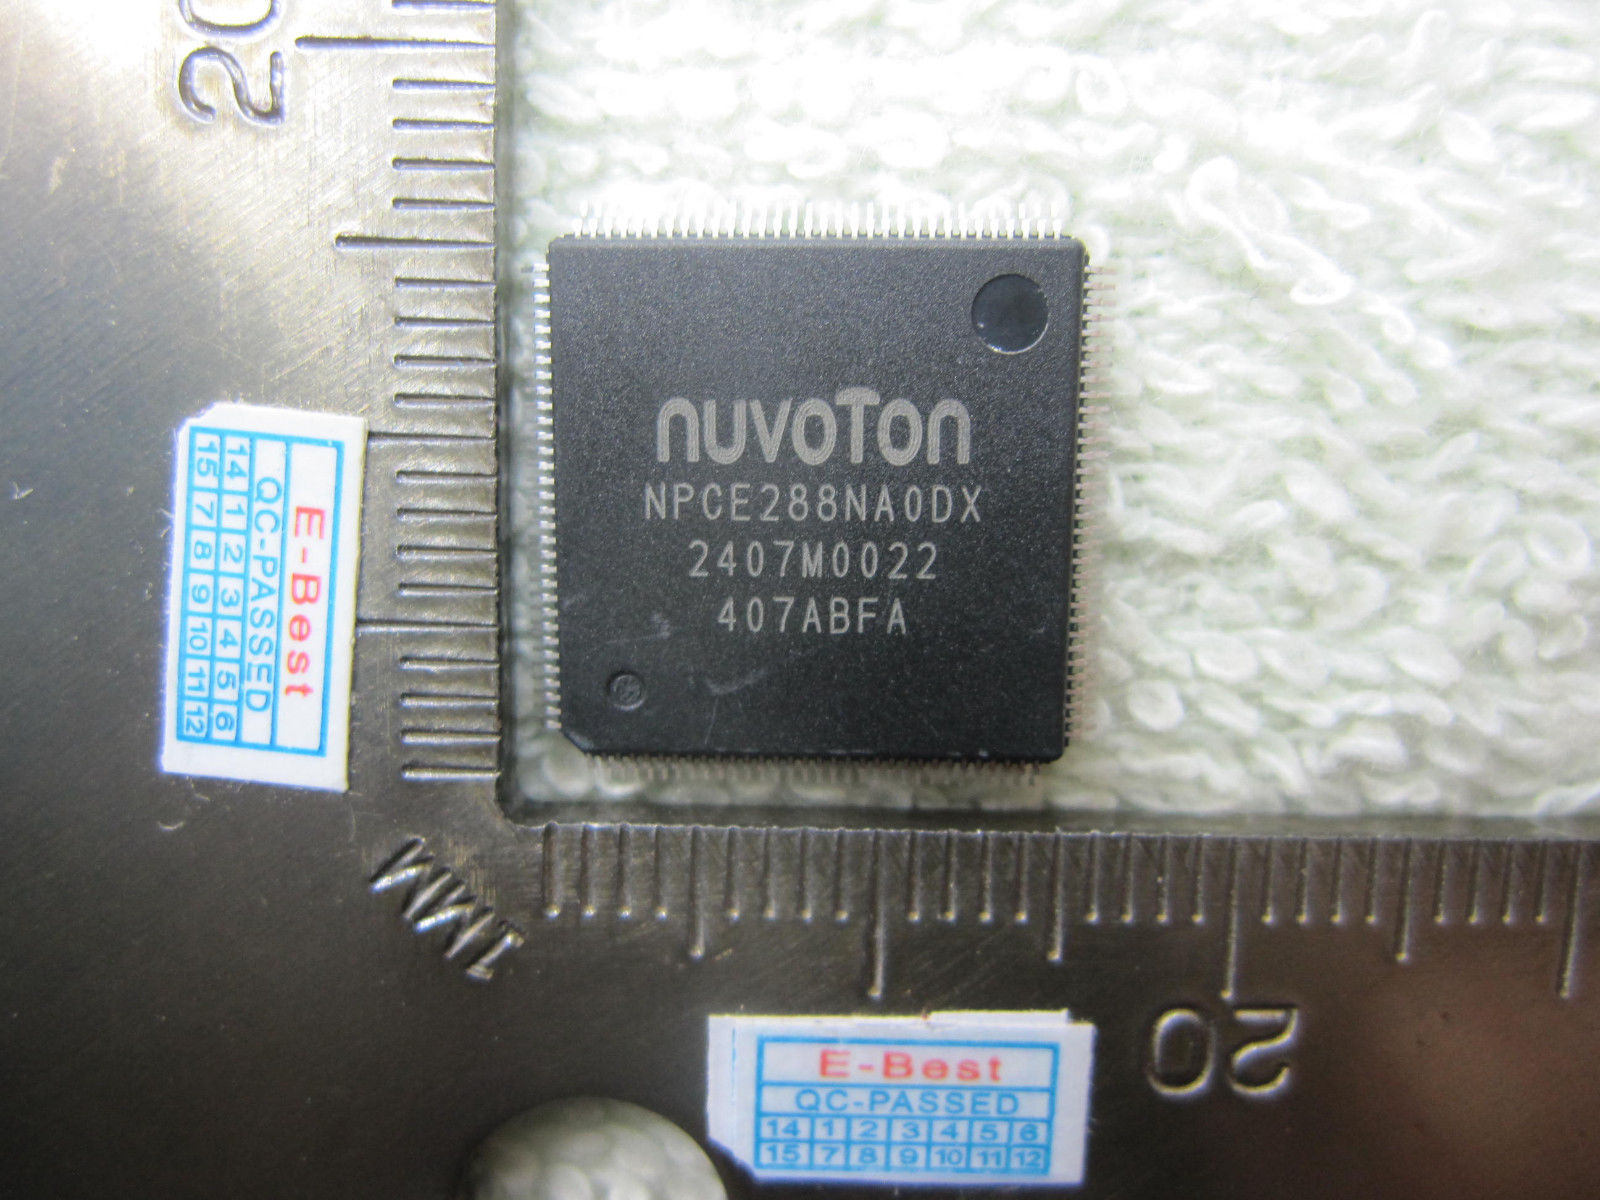 20
nuvoTon
NPCE288NA0DX
2407M0022
407ABFA
E-Best
QC-PASSED
14 1 2 3 4 5 6
15 7 8 9 10 11 12
1MM
20
E-Best
QC-PASSED
14 1 2 3 4 5 6
15 7 8 9 10 11 12